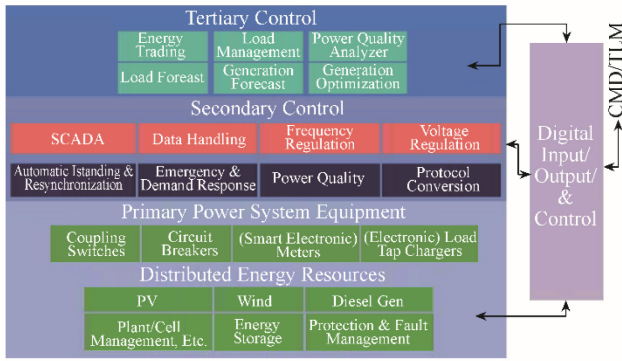 Tertiary Control
Energy
Trading
Load
Management
Power Quality
Analyzer
Load Foreast
Generation
Forecast
Generation
Optimization
Secondary Control
SCADA
Data Handling
Frequency
Regulation
Voltage
Regulation
Automatic Istanding &
Resynchronization
Emergency &
Demand Response
Power Quality
Protocol
Conversion
Primary Power System Equipment
Coupling
Switches
Circuit
Breakers
(Smart Electronic)
Meters
(Electronic) Load
Tap Chargers
Distributed Energy Resources
PV
Wind
Diesel Gen
Plant/Cell
Management, Etc.
Energy
Storage
Protection & Fault
Management
Digital
Input/
Output/
&
Control
CMD/TLM